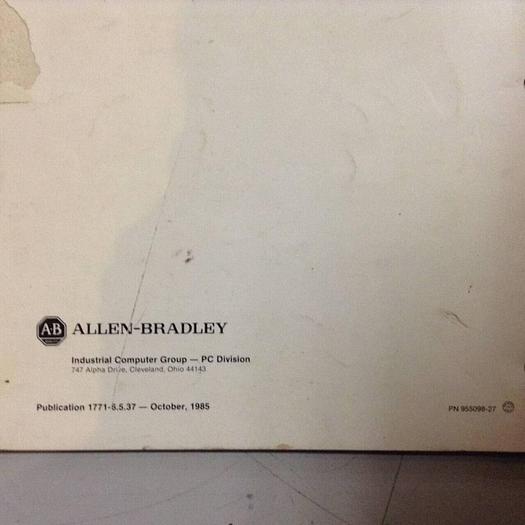 A-B ALLEN-BRADLEY
Industrial Computer Group — PC Division
747 Alpha Drive, Cleveland, Ohio 44143
Publication 1771-6.5.37 — October, 1985
PN 955098-27